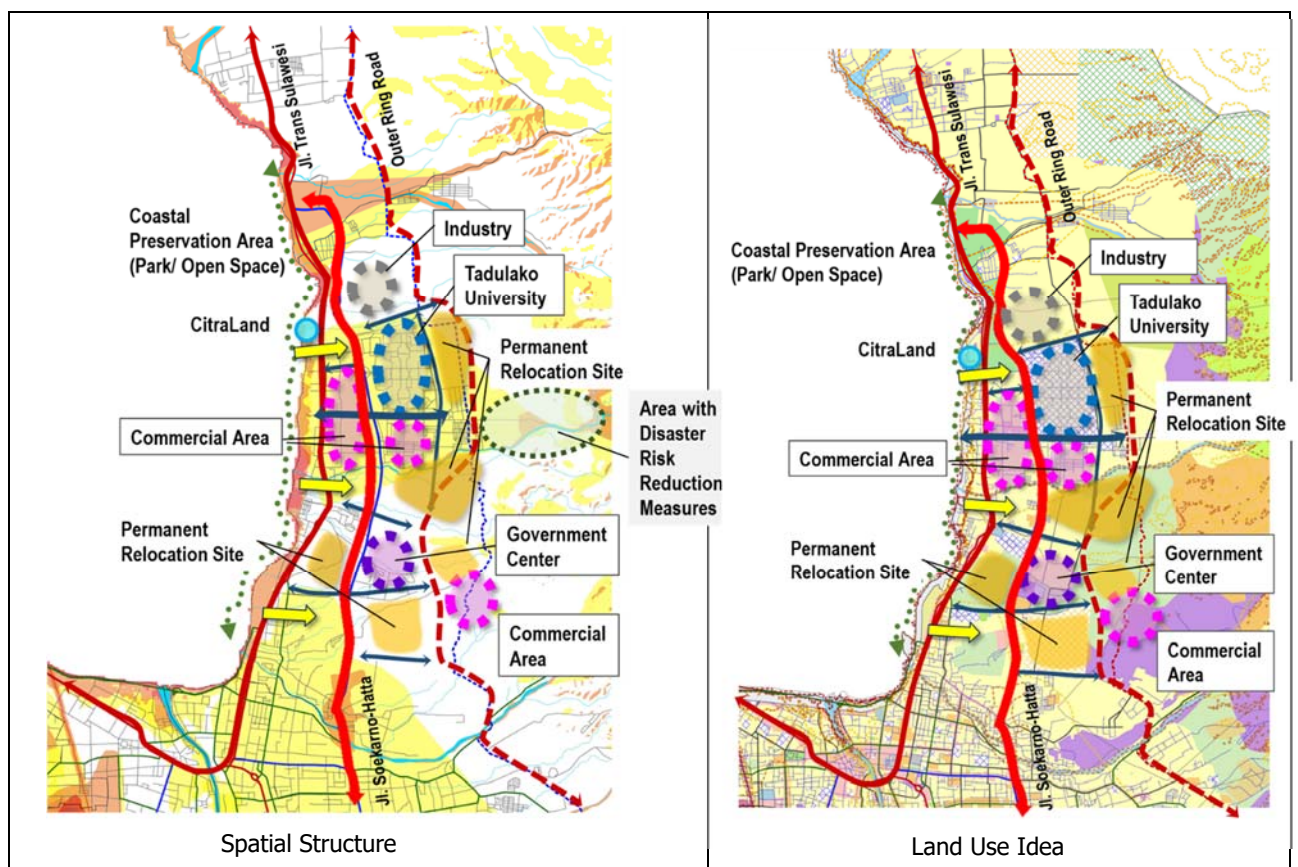 Jl. Trans Sulawesi
Outer Ring Road
Coastal
Preservation Area
(Park/ Open Space)
Industry
Tadulako
University
CitraLand
Permanent
Relocation Site
Commercial Area
Area with
Disaster
Risk
Reduction
Measures
Permanent
Relocation Site
Government
Center
Commercial
Area
Jl. Soekarno-Hatta
Spatial Structure
Jl. Trans Sulawesi
Outer Ring Road
Coastal Preservation Area
(Park/ Open Space)
Industry
Tadulako
University
CitraLand
Permanent
Relocation Site
Commercial Area
Permanent
Relocation Site
Government
Center
Commercial
Area
Jl. Soekarno-Hatta
Land Use Idea